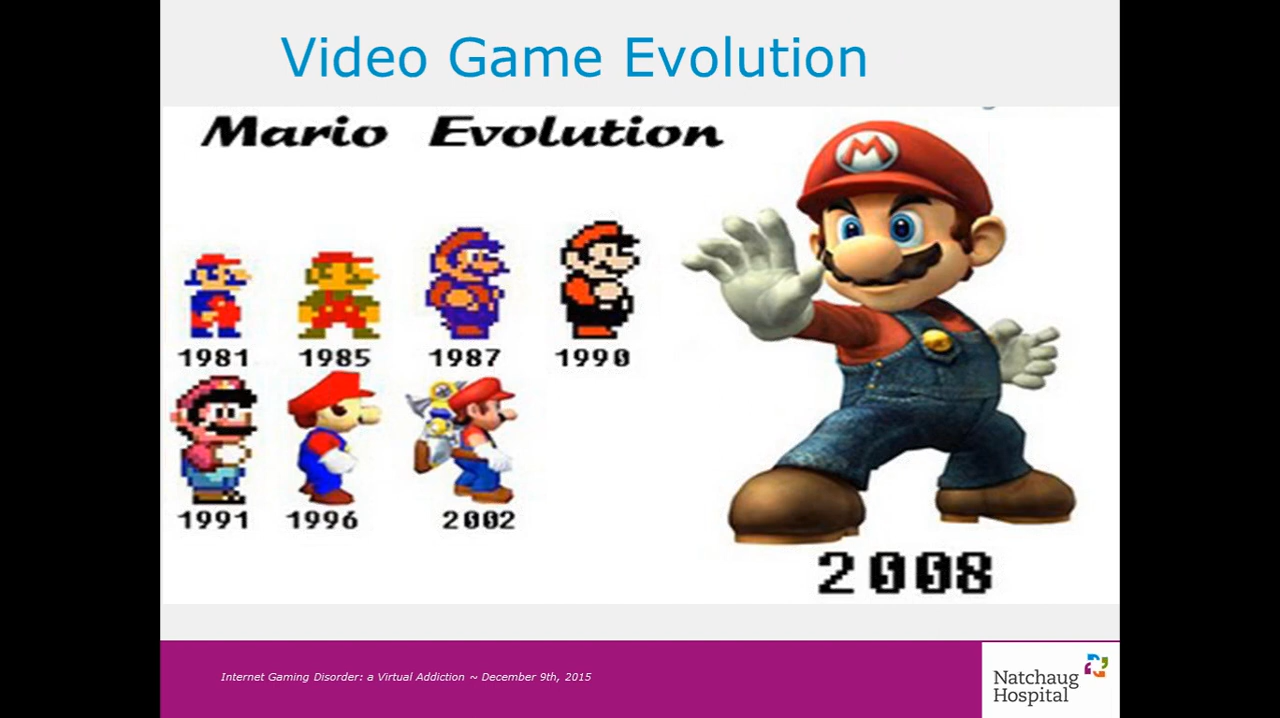 Video Game Evolution
Mario Evolution
M
1981 1985 1987 1990
1991 1996 2002
2008
Internet Gaming Disorder: a Virtual Addiction ~ December 9th, 2015
Natchaug
Hospital